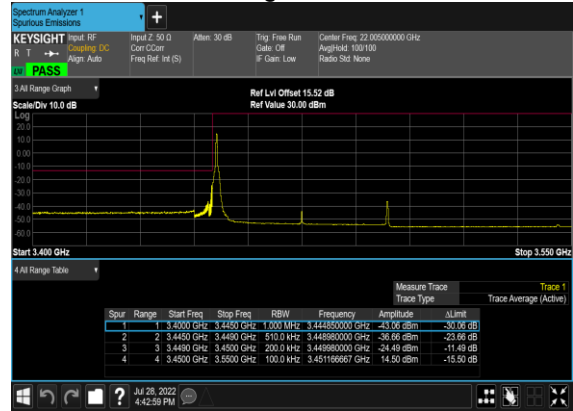 Spectrum Analyzer 1
Spurious Emissions
KEYSIGHT Input: RF Input Z: 50 Ω Atten: 30 dB Trig: Free Run Center Freq: 22.005000000 GHz
R T Coupling: DC Corr CCorr Gate: Off Avg|Hold: 100/100
Align: Auto Freq Ref: Int (S) IF Gain: Low Radio Std: None
PASS
3 All Range Graph
Ref Lvl Offset 15.52 dB
Scale/Div 10.0 dB Ref Value 30.00 dBm
Log
20.0
10.0
0.00
-10.0
-20.0
-30.0
-40.0
-50.0
-60.0
Start 3.400 GHz Stop 3.550 GHz
4 All Range Table
Measure Trace Trace 1
Trace Type Trace Average (Active)
Spur Range Start Freq Stop Freq RBW Frequency Amplitude ΔLimit
1 1 3.4000 GHz 3.4450 GHz 1.000 MHz 3.444850000 GHz -43.06 dBm -30.06 dB
2 2 3.4450 GHz 3.4490 GHz 510.0 kHz 3.448980000 GHz -36.66 dBm -23.66 dB
3 3 3.4490 GHz 3.4500 GHz 200.0 kHz 3.449980000 GHz -24.49 dBm -11.49 dB
4 4 3.4500 GHz 3.5500 GHz 100.0 kHz 3.451166667 GHz 14.50 dBm -15.50 dB
Jul 28, 2022
4:42:59 PM